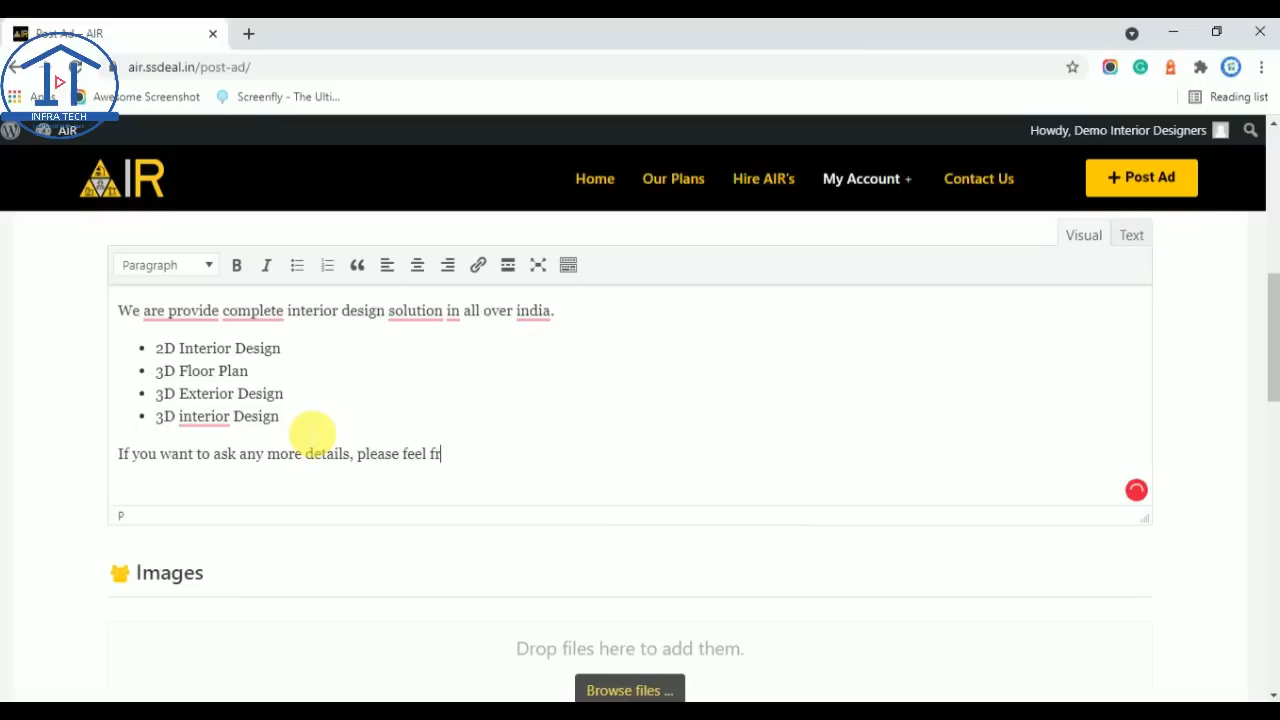 Post Ad - AIR
air.ssdeal.in/post-ad/
Apps Awesome Screenshot Screenfly - The Ulti... Reading list
INFRA TECH
AIR Howdy, Demo Interior Designers
AIR Home Our Plans Hire AIR's My Account + Contact Us + Post Ad
Visual Text
Paragraph B I
We are provide complete interior design solution in all over india.
• 2D Interior Design
• 3D Floor Plan
• 3D Exterior Design
• 3D interior Design
If you want to ask any more details, please feel fr
P
Images
Drop files here to add them.
Browse files ...